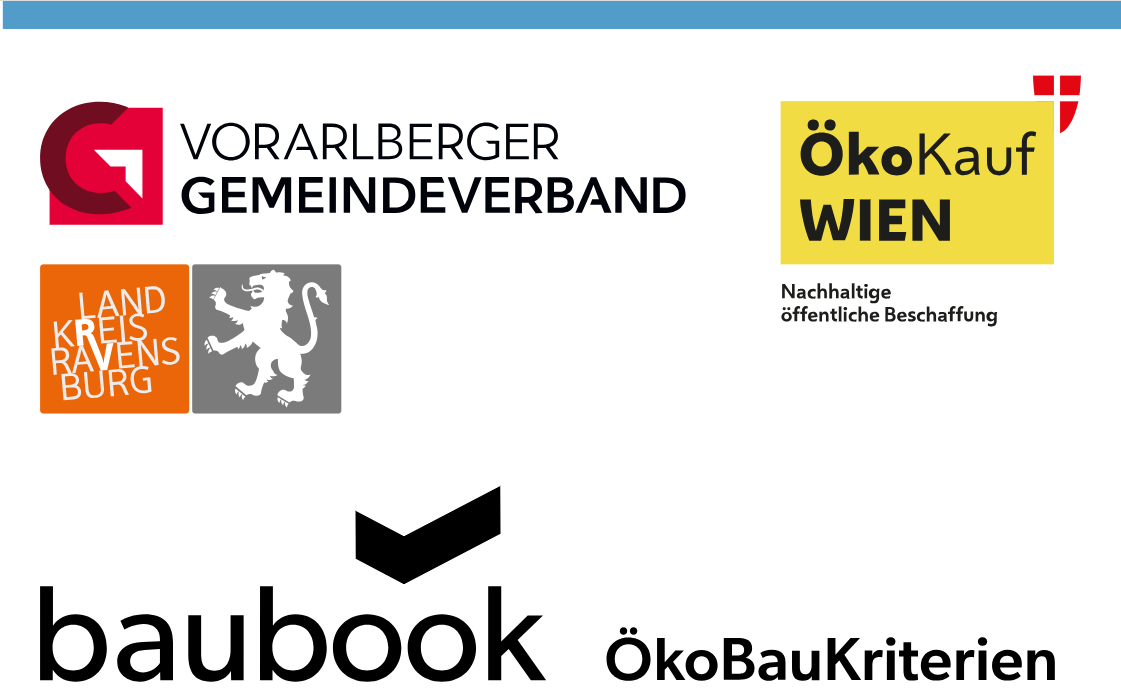 VORARLBERGER
GEMEINDEVERBAND
ÖkoKauf
WIEN
Nachhaltige
öffentliche Beschaffung
LAND
KREIS
RAVENS
BURG
baubook
ÖkoBauKriterien